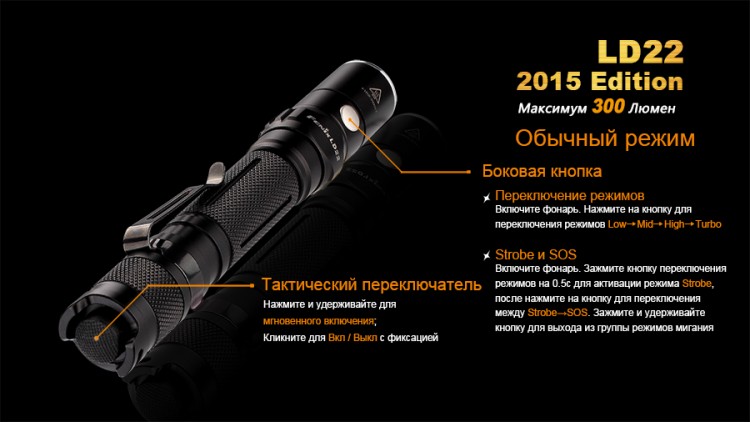 LD22
2015 Edition
Максимум 300 Люмен
Обычный режим
Боковая кнопка
Переключение режимов
Включите фонарь. Нажмите на кнопку для
переключения режимов Low→Mid→High→Turbo
Strobe и SOS
Включите фонарь. Зажмите кнопку переключения
режимов на 0.5с для активации режима Strobe,
после нажмите на кнопку для переключения
между Strobe→SOS. Зажмите и удерживайте
кнопку для выхода из группы режимов мигания
Тактический переключатель
Нажмите и удерживайте для
мгновенного включения;
Кликните для Вкл / Выкл с фиксацией
Fenix LD22